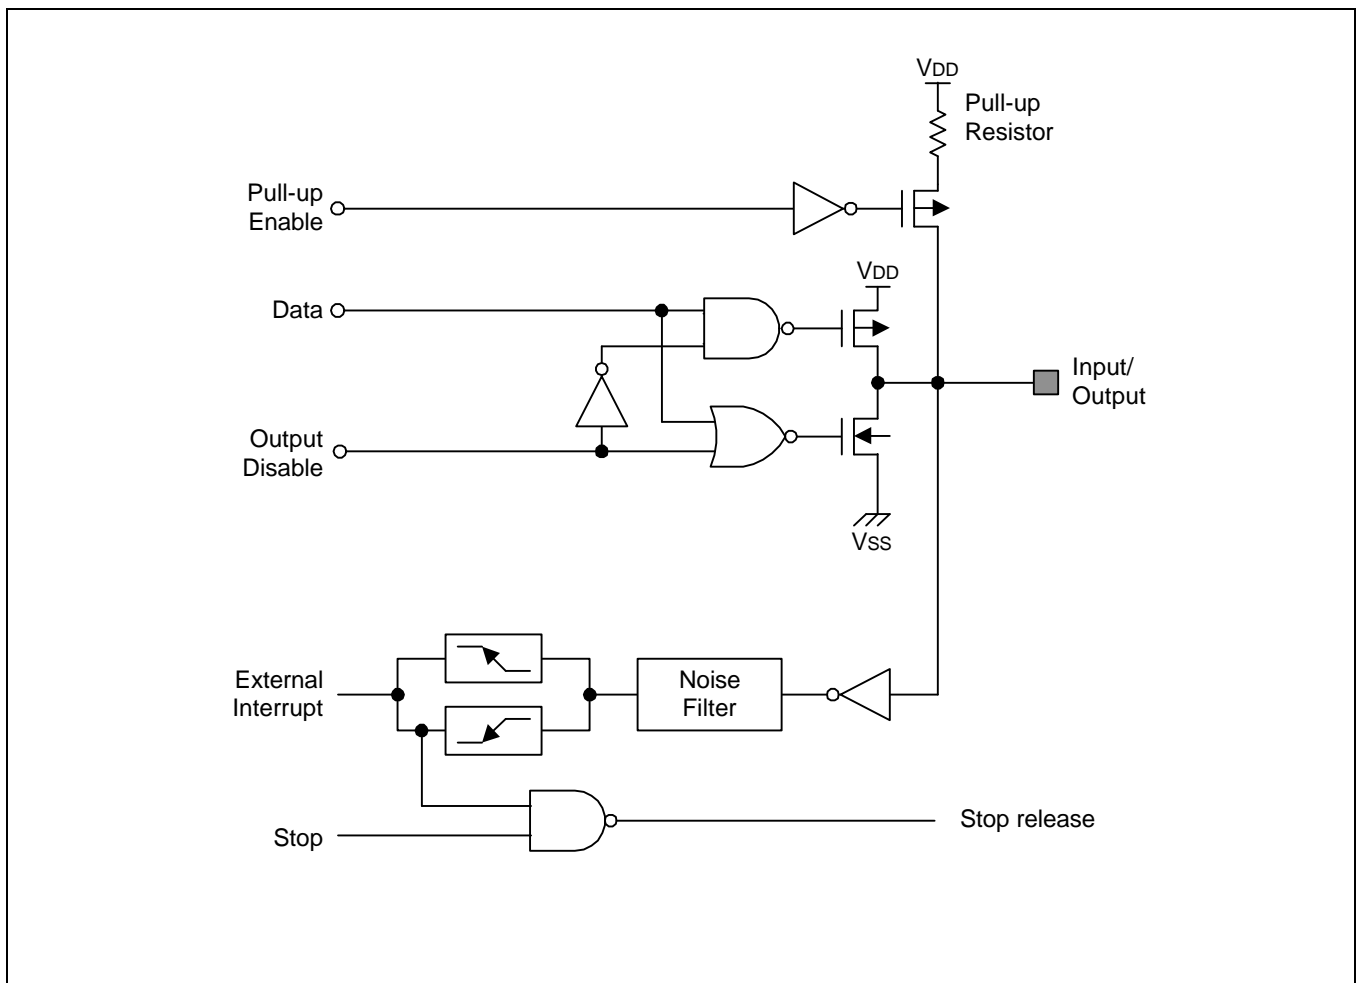 VDD
Pull-up
Resistor
Pull-up
Enable
VDD
Data
Input/
Output
Output
Disable
VSS
External
Interrupt
Noise
Filter
Stop
Stop release